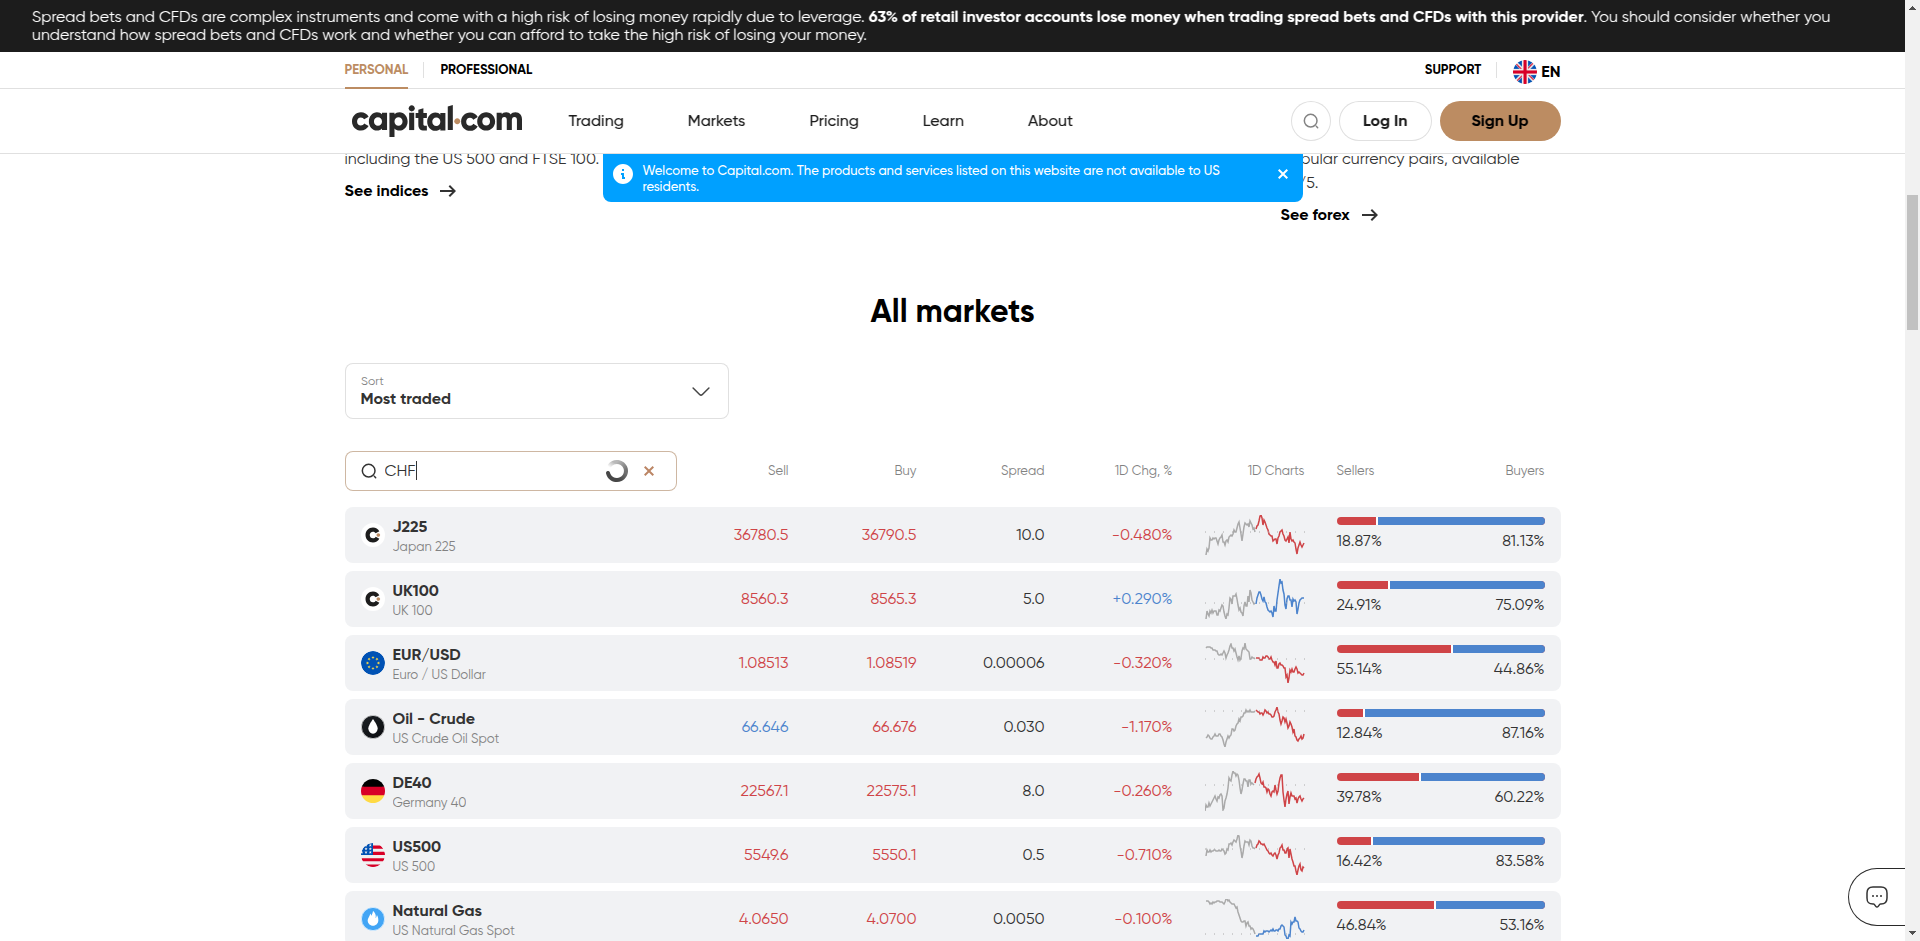 Spread bets and CFDs are complex instruments and come with a high risk of losing money rapidly due to leverage. 63% of retail investor accounts lose money when trading spread bets and CFDs with this provider. You should consider whether you
understand how spread bets and CFDs work and whether you can afford to take the high risk of losing your money.
PERSONAL PROFESSIONAL SUPPORT EN
capital.com Trading Markets Pricing Learn About Log In Sign Up
including the US 500 and FTSE 100.
Welcome to Capital.com. The products and services listed on this website are not available to US
residents.
pular currency pairs, available
/5.
See indices
See forex
All markets
Sort
Most traded
CHF Sell Buy Spread 1D Chg, % 1D Charts Sellers Buyers
J225 36780.5 36790.5 10.0 -0.480% 18.87% 81.13%
Japan 225
UK100 8560.3 8565.3 5.0 +0.290% 24.91% 75.09%
UK 100
EUR/USD 1.08513 1.08519 0.00006 -0.320% 55.14% 44.86%
Euro / US Dollar
Oil - Crude 66.646 66.676 0.030 -1.170% 12.84% 87.16%
US Crude Oil Spot
DE40 22567.1 22575.1 8.0 -0.260% 39.78% 60.22%
Germany 40
US500 5549.6 5550.1 0.5 -0.710% 16.42% 83.58%
US 500
Natural Gas 4.0650 4.0700 0.0050 -0.100% 46.84% 53.16%
US Natural Gas Spot